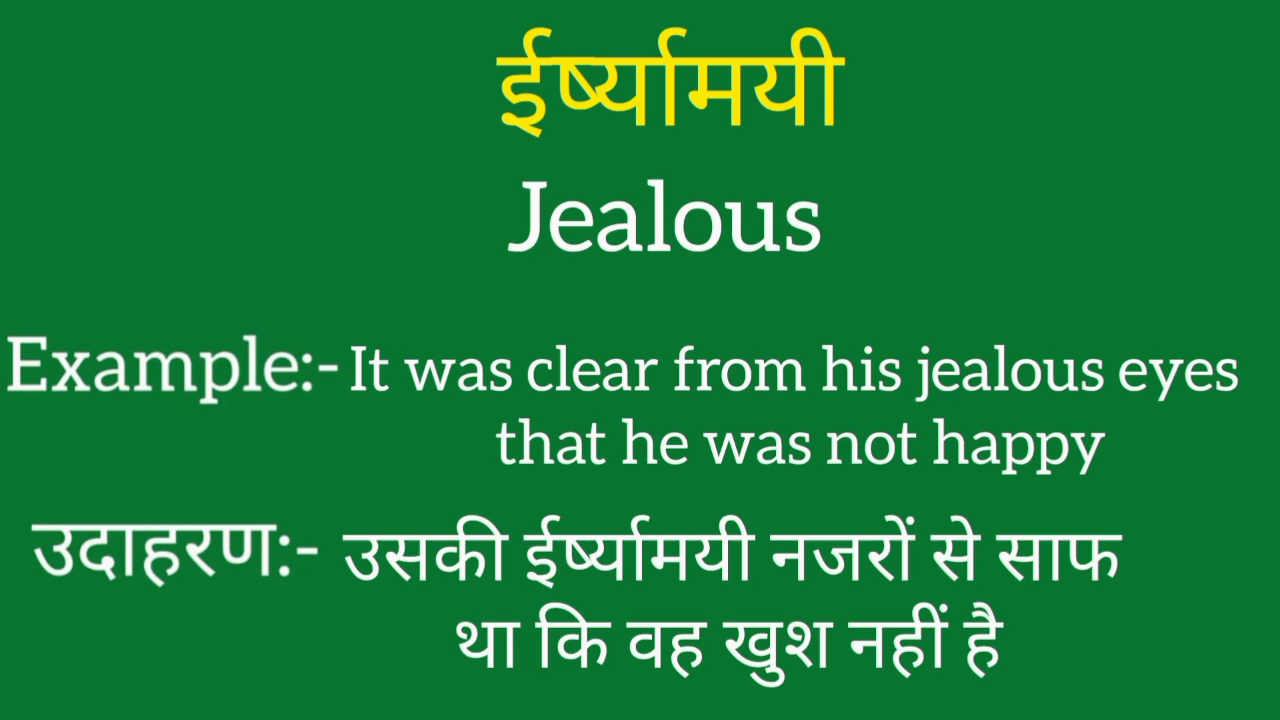 ईर्ष्यामयी
Jealous
Example:- It was clear from his jealous eyes
that he was not happy
उदाहरण:- उसकी ईर्ष्यामयी नजरों से साफ
था कि वह खुश नहीं है